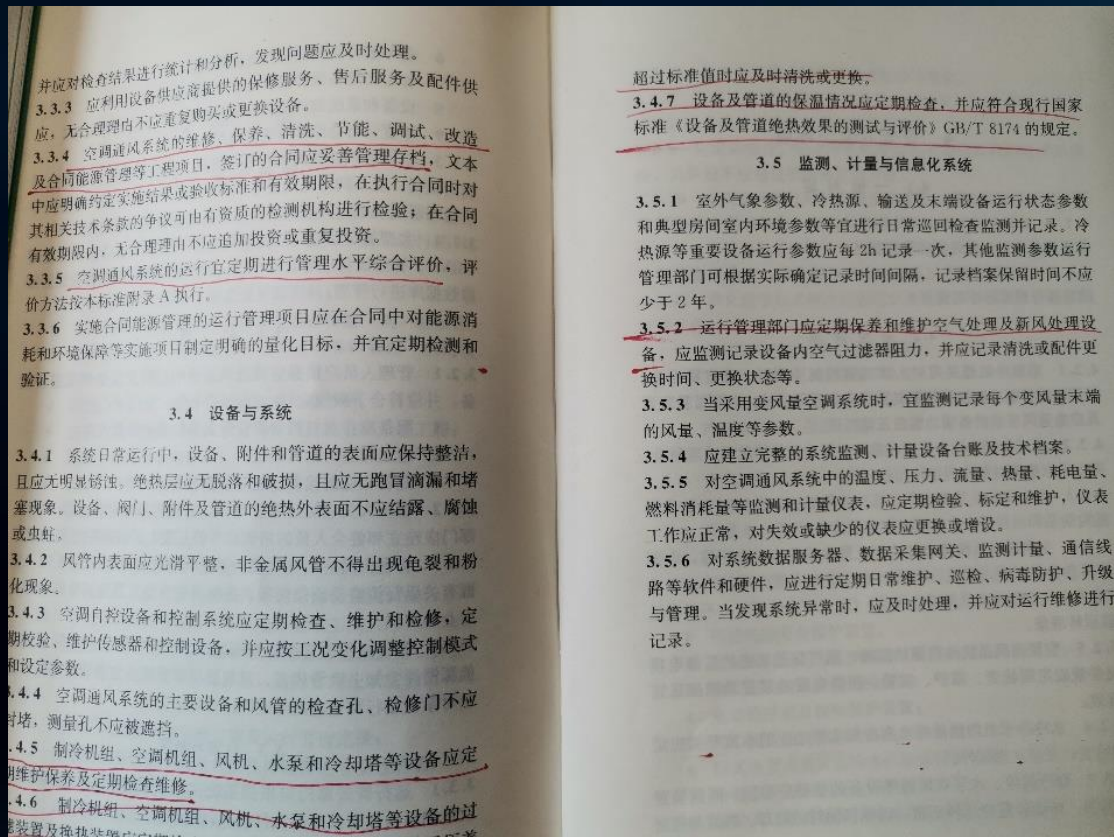 并应对检查结果进行统计和分析，发现问题应及时处理。
3.3.3 应利用设备供应商提供的保修服务、售后服务及配件供
应，无合理理由不应重复购买或更换设备。
3.3.4 空调通风系统的维修、保养、清洗、节能、调试、改造
及合同能源管理等工程项目，签订的合同应妥善管理存档，文本
中应明确约定实施结果或验收标准和有效期限，在执行合同时对
其相关技术条款的争议可由有资质的检测机构进行检验；在合同
有效期限内，无合理理由不应追加投资或重复投资。
3.3.5 空调通风系统的运行宜定期进行管理水平综合评价，评
价方法按本标准附录 A 执行。
3.3.6 实施合同能源管理的运行管理项目应在合同中对能源消
耗和环境保障等实施项目制定明确的量化目标，并宜定期检测和
验证。
3.4 设备与系统
3.4.1 系统日常运行中，设备、附件和管道的表面应保持整洁，
且应无明显锈蚀。绝热层应无脱落和破损，且应无跑冒滴漏和堵
塞现象。设备、阀门、附件及管道的绝热外表面不应结露、腐蚀
或虫蛀。
3.4.2 风管内表面应光滑平整，非金属风管不得出现龟裂和粉
化现象。
3.4.3 空调自控设备和控制系统应定期检查、维护和检修，定
期校验、维护传感器和控制设备，并应按工况变化调整控制模式
和设定参数。
3.4.4 空调通风系统的主要设备和风管的检查孔、检修门不应
封堵，测量孔不应被遮挡。
.4.5 制冷机组、空调机组、风机、水泵和冷却塔等设备应定
期维护保养及定期检查维修。
.4.6 制冷机组、空调机组、风机、水泵和冷却塔等设备的过
滤装置及换热装置应定期
超过标准值时应及时清洗或更换。
3.4.7 设备及管道的保温情况应定期检查，并应符合现行国家
标准《设备及管道绝热效果的测试与评价》GB/T 8174 的规定。
3.5 监测、计量与信息化系统
3.5.1 室外气象参数、冷热源、输送及末端设备运行状态参数
和典型房间室内环境参数等宜进行日常巡回检查监测并记录。冷
热源等重要设备运行参数应每 2h 记录一次，其他监测参数运行
管理部门可根据实际确定记录时间间隔，记录档案保留时间不应
少于 2 年。
3.5.2 运行管理部门应定期保养和维护空气处理及新风处理设
备，应监测记录设备内空气过滤器阻力，并应记录清洗或配件更
换时间、更换状态等。
3.5.3 当采用变风量空调系统时，宜监测记录每个变风量末端
的风量、温度等参数。
3.5.4 应建立完整的系统监测、计量设备台账及技术档案。
3.5.5 对空调通风系统中的温度、压力、流量、热量、耗电量、
燃料消耗量等监测和计量仪表，应定期检验、标定和维护，仪表
工作应正常，对失效或缺少的仪表应更换或增设。
3.5.6 对系统数据服务器、数据采集网关、监测计量、通信线
路等软件和硬件，应进行定期日常维护、巡检、病毒防护、升级
与管理。当发现系统异常时，应及时处理，并应对运行维修进行
记录。